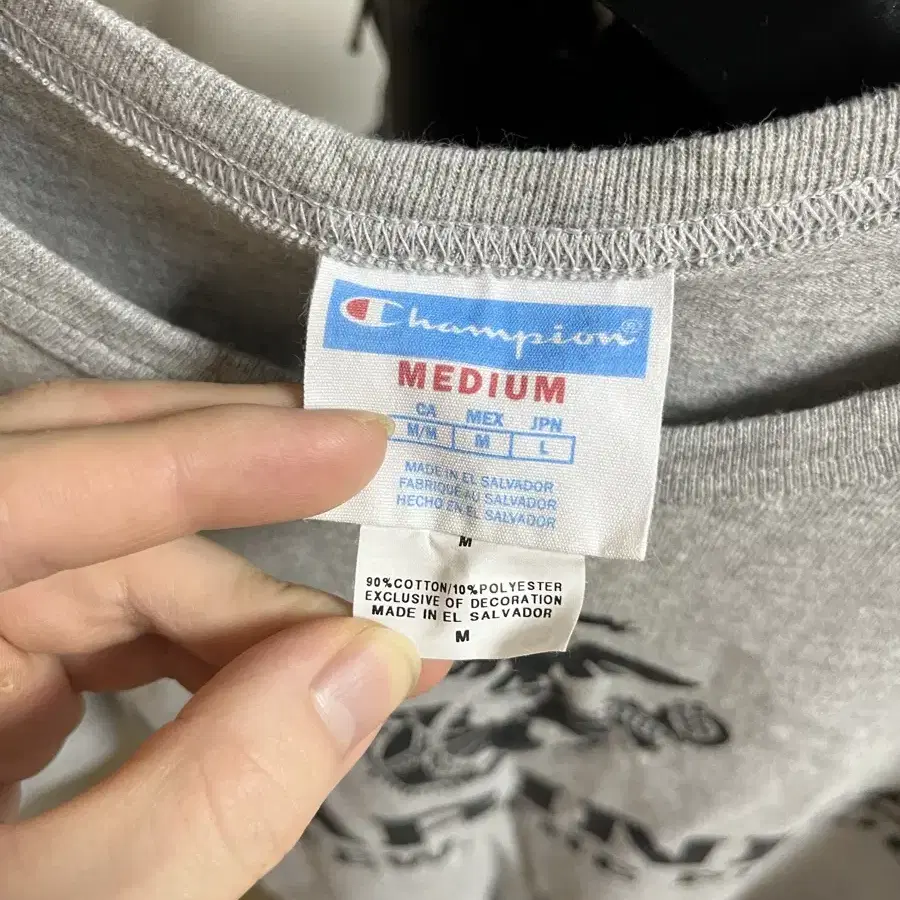 Champion®
MEDIUM
CA MEX JPN
M/M M L
MADE IN EL SALVADOR
FABRIQUÉ AU SALVADOR
HECHO EN EL SALVADOR
M
90%COTTON/10%POLYESTER
EXCLUSIVE OF DECORATION
MADE IN EL SALVADOR
M